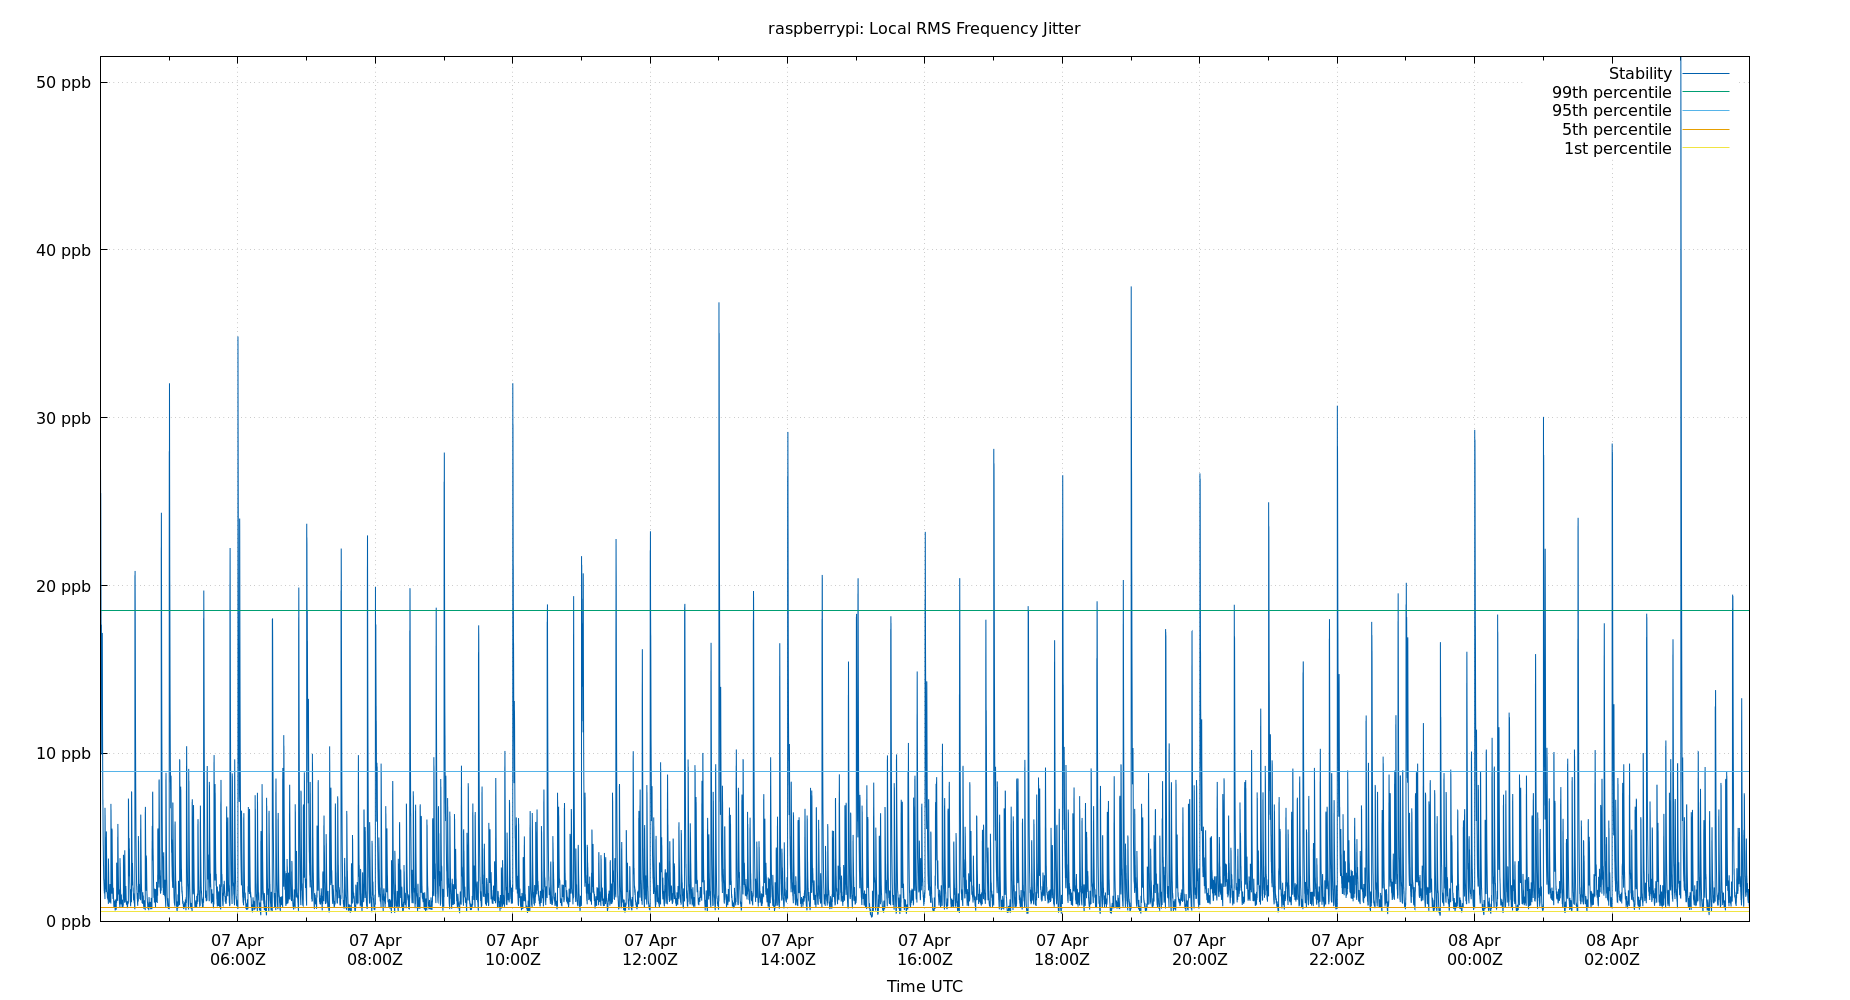 raspberrypi: Local RMS Frequency Jitter
50 ppb
40 ppb
30 ppb
20 ppb
10 ppb
0 ppb
Stability
99th percentile
95th percentile
5th percentile
1st percentile
07 Apr 07 Apr 07 Apr 07 Apr 07 Apr 07 Apr 07 Apr 07 Apr 07 Apr 08 Apr 08 Apr
06:00Z 08:00Z 10:00Z 12:00Z 14:00Z 16:00Z 18:00Z 20:00Z 22:00Z 00:00Z 02:00Z
Time UTC